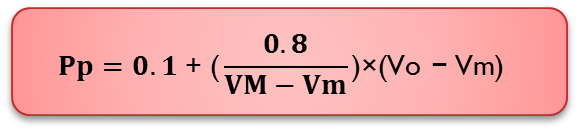 Pp = 0.1 + (0.8 / VM − Vm)×(Vo − Vm)